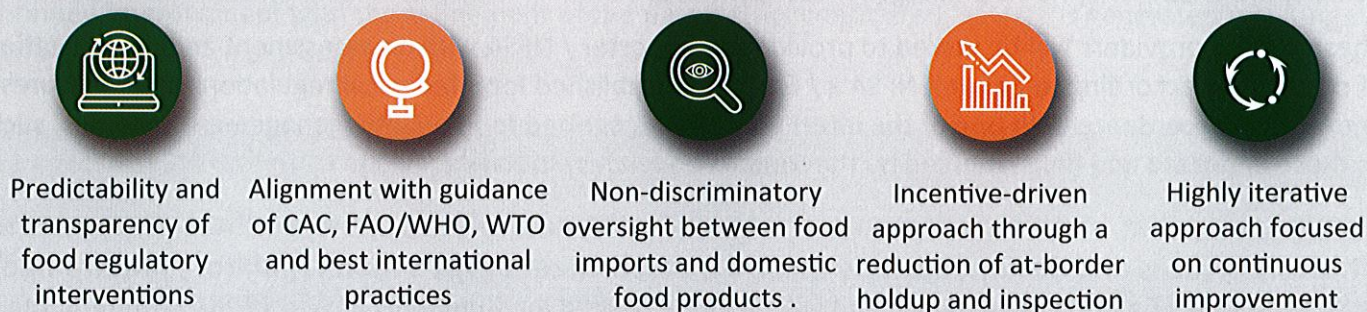 Predictability and
transparency of
food regulatory
interventions
Alignment with guidance
of CAC, FAO/WHO, WTO
and best international
practices
Non-discriminatory
oversight between food
imports and domestic
food products .
Incentive-driven
approach through a
reduction of at-border
holdup and inspection
Highly iterative
approach focused
on continuous
improvement